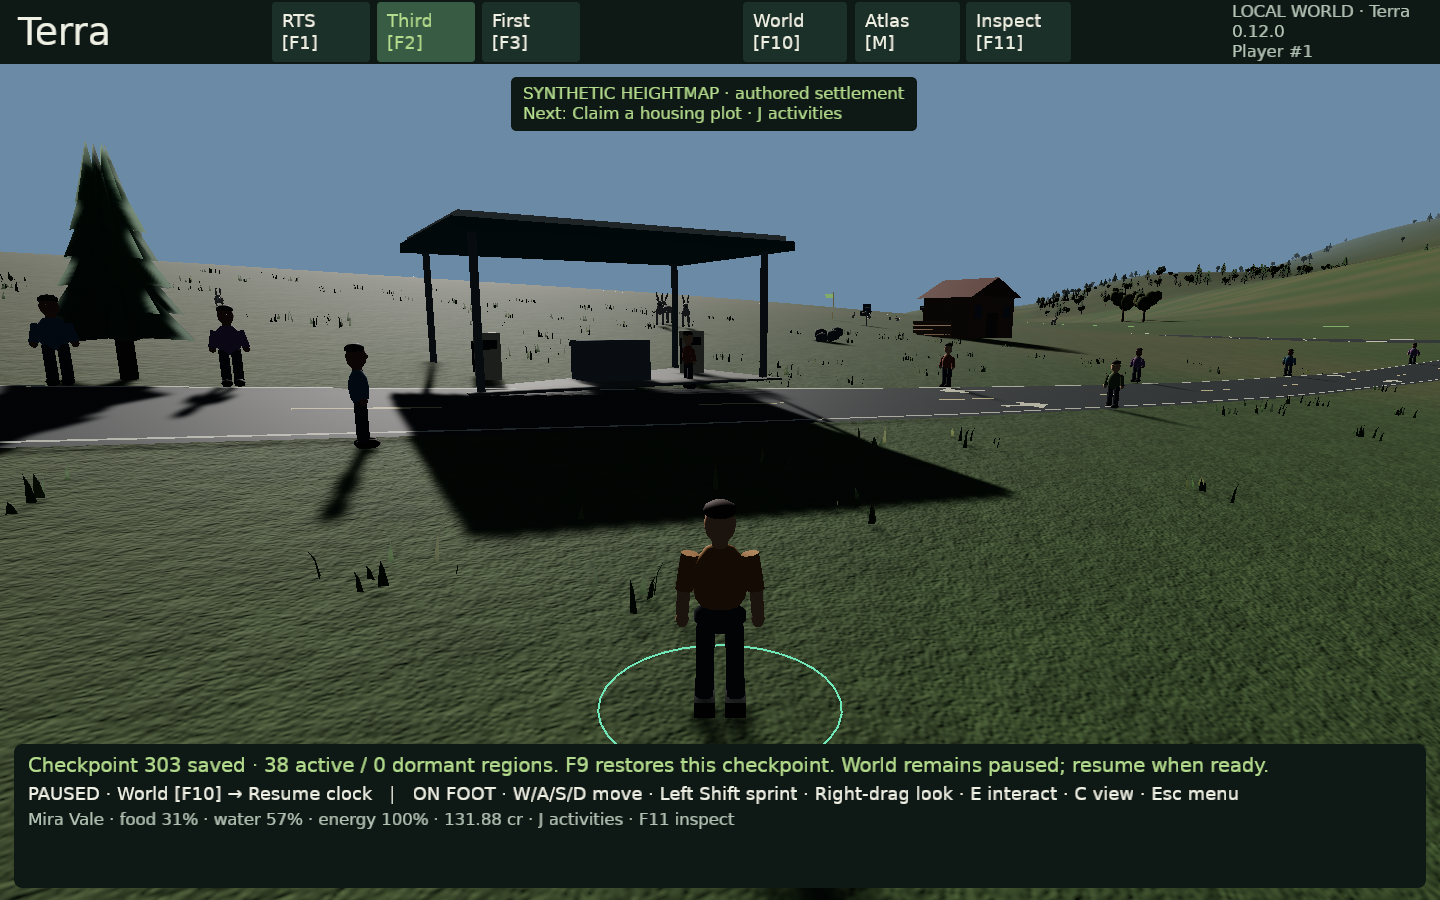 Terra
RTS
[F1]
Third
[F2]
First
[F3]
World
[F10]
Atlas
[M]
Inspect
[F11]
LOCAL WORLD · Terra
0.12.0
Player #1
SYNTHETIC HEIGHTMAP · authored settlement
Next: Claim a housing plot · J activities
Checkpoint 303 saved · 38 active / 0 dormant regions. F9 restores this checkpoint. World remains paused; resume when ready.
PAUSED · World [F10] → Resume clock | ON FOOT · W/A/S/D move · Left Shift sprint · Right-drag look · E interact · C view · Esc menu
Mira Vale · food 31% · water 57% · energy 100% · 131.88 cr · J activities · F11 inspect